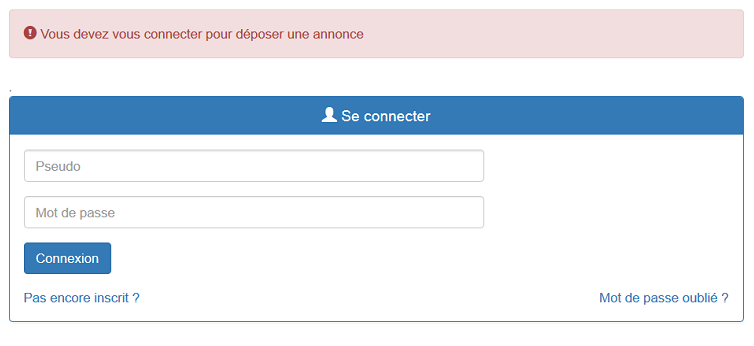 Vous devez vous connecter pour déposer une annonce
.
Se connecter
Pseudo
Mot de passe
Connexion
Pas encore inscrit ? Mot de passe oublié ?